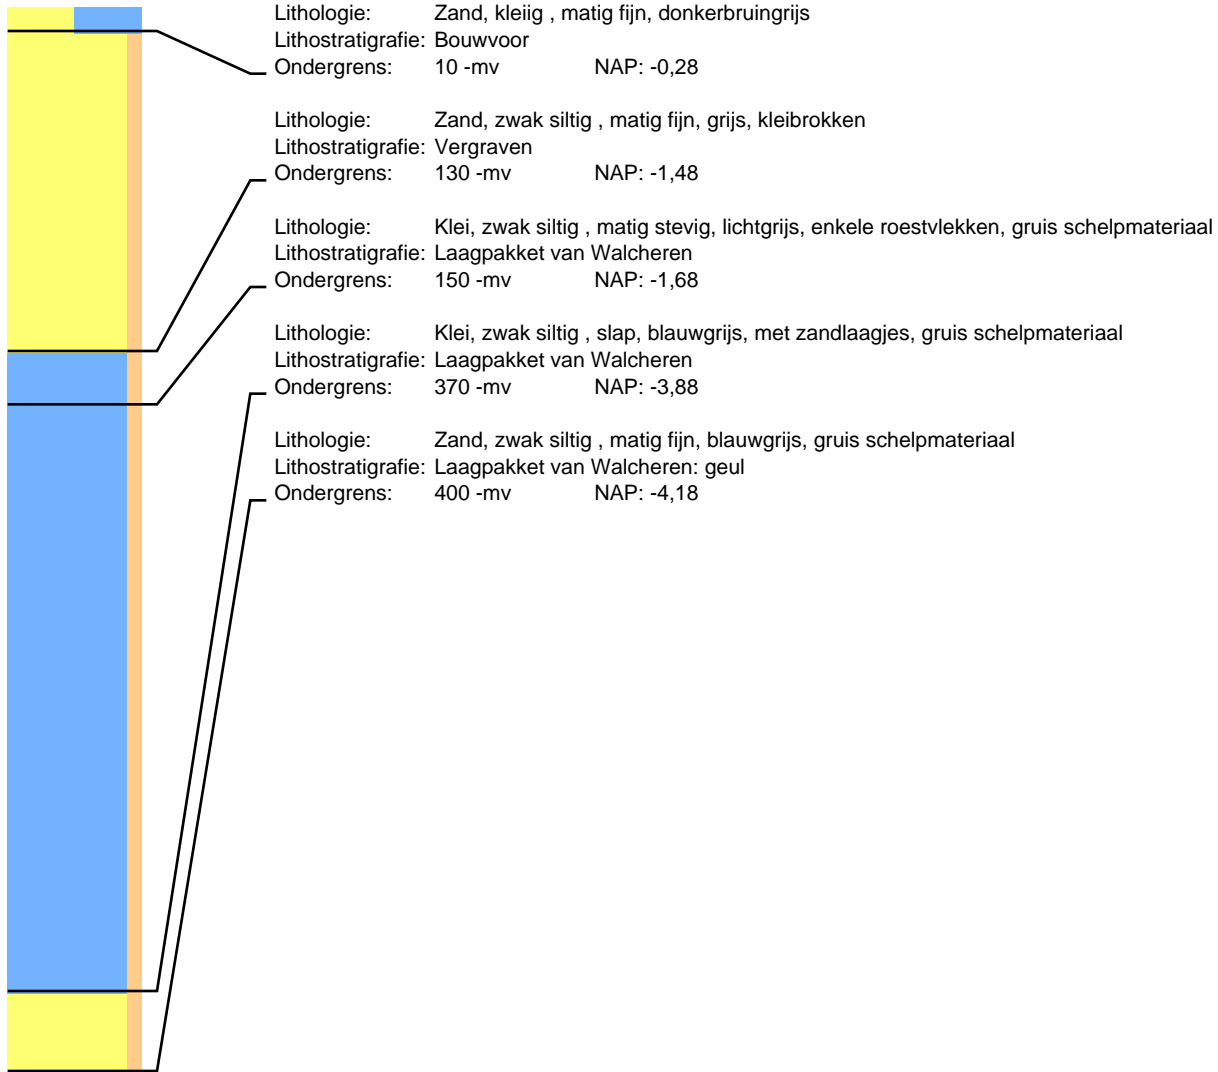 Lithologie: Zand, kleiig , matig fijn, donkerbruingrijs
Lithostratigrafie: Bouwvoor
Ondergrens: 10 -mv NAP: -0,28
Lithologie: Zand, zwak siltig , matig fijn, grijs, kleibrokken
Lithostratigrafie: Vergraven
Ondergrens: 130 -mv NAP: -1,48
Lithologie: Klei, zwak siltig , matig stevig, lichtgrijs, enkele roestvlekken, gruis schelpmateriaal
Lithostratigrafie: Laagpakket van Walcheren
Ondergrens: 150 -mv NAP: -1,68
Lithologie: Klei, zwak siltig , slap, blauwgrijs, met zandlaagjes, gruis schelpmateriaal
Lithostratigrafie: Laagpakket van Walcheren
Ondergrens: 370 -mv NAP: -3,88
Lithologie: Zand, zwak siltig , matig fijn, blauwgrijs, gruis schelpmateriaal
Lithostratigrafie: Laagpakket van Walcheren: geul
Ondergrens: 400 -mv NAP: -4,18